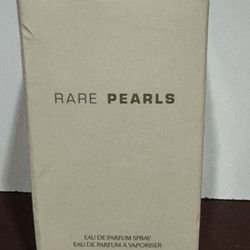 RARE PEARLS
EAU DE PARFUM SPRAY
EAU DE PARFUM À VAPORISER